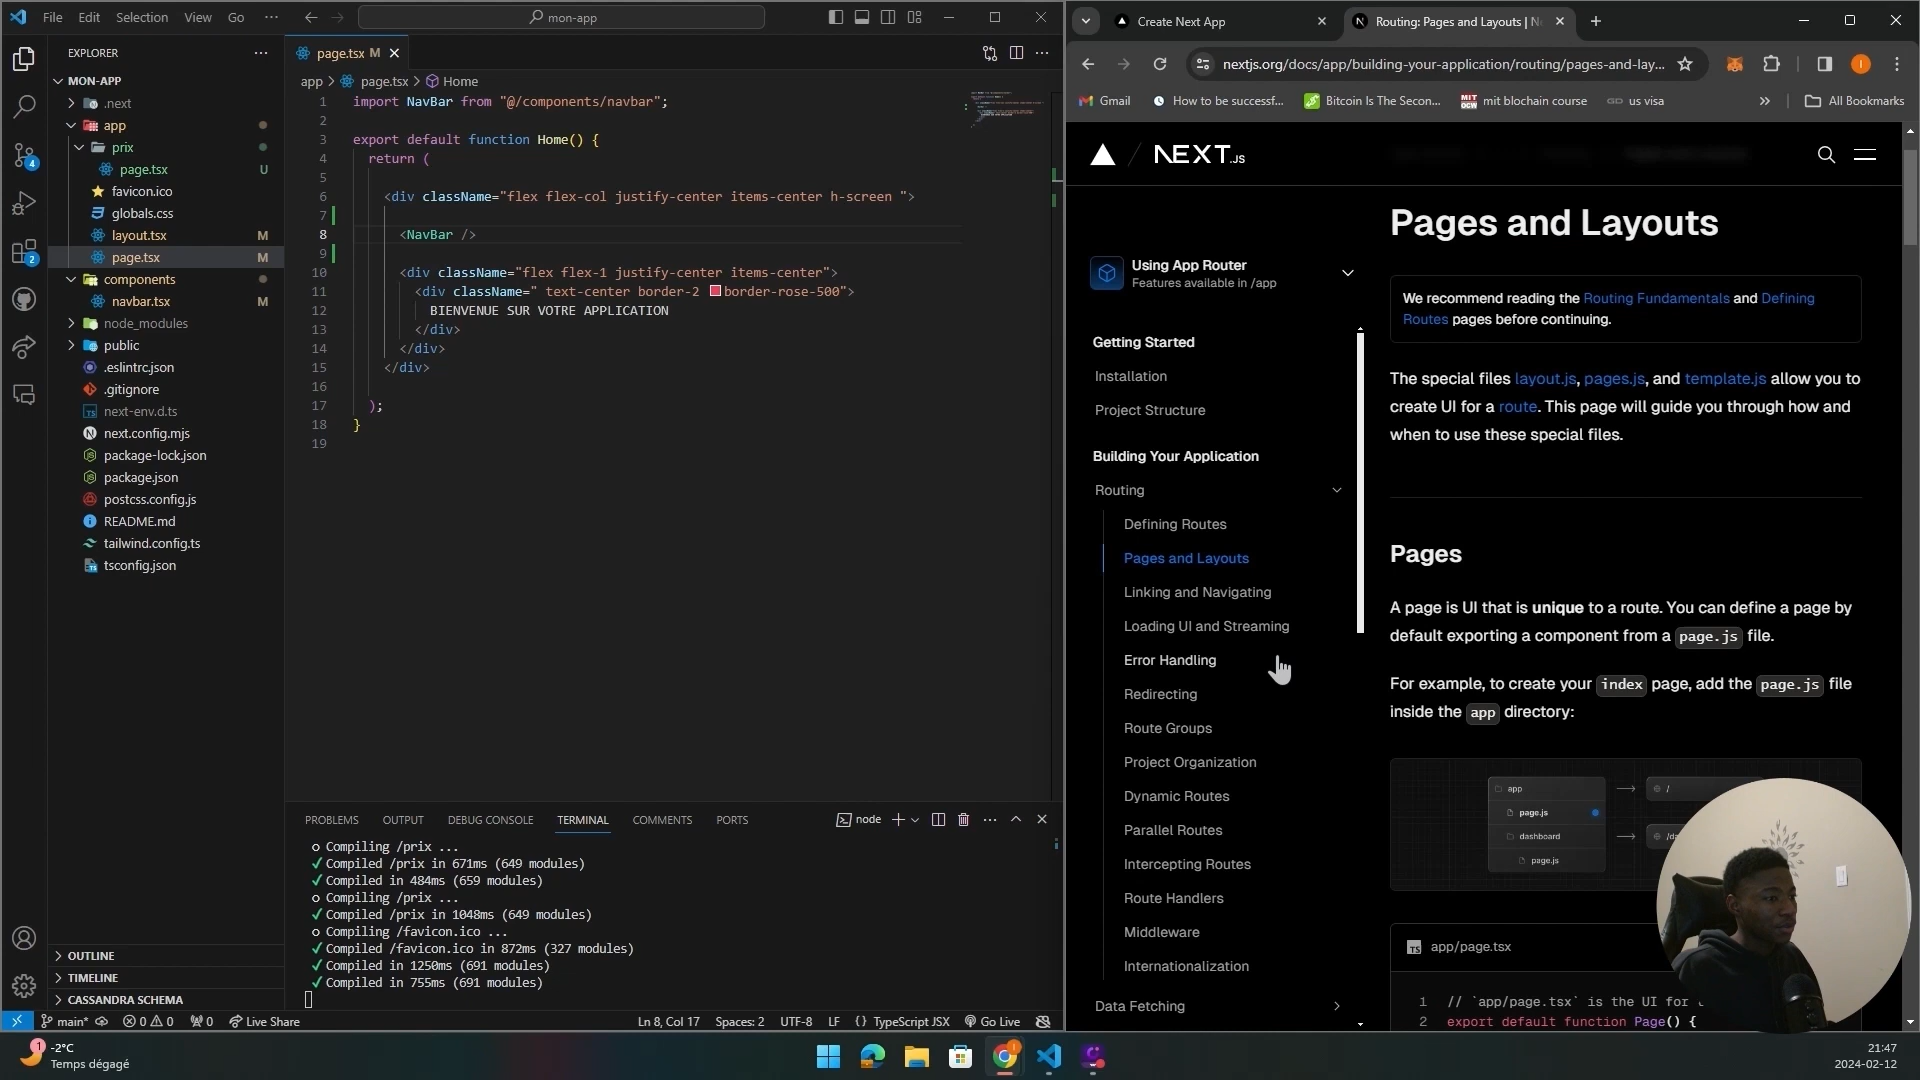 File Edit Selection View Go ··· mon-app
EXPLORER
MON-APP
.next
app
prix
page.tsx U
favicon.ico
globals.css
layout.tsx M
page.tsx M
components
navbar.tsx M
node_modules
public
.eslintrc.json
.gitignore
next-env.d.ts
next.config.mjs
package-lock.json
package.json
postcss.config.js
README.md
tailwind.config.ts
tsconfig.json
OUTLINE
TIMELINE
CASSANDRA SCHEMA
4
2
page.tsx M
app > page.tsx > Home
1 import NavBar from "@/components/navbar";
2
3 export default function Home() {
4 return (
5
6 <div className="flex flex-col justify-center items-center h-screen ">
7
8 <NavBar />
9
10 <div className="flex flex-1 justify-center items-center">
11 <div className=" text-center border-2 border-rose-500">
12 BIENVENUE SUR VOTRE APPLICATION
13 </div>
14 </div>
15 </div>
16
17 );
18 }
19
PROBLEMS OUTPUT DEBUG CONSOLE TERMINAL COMMENTS PORTS node
○ Compiling /prix ...
✓ Compiled /prix in 671ms (649 modules)
✓ Compiled in 484ms (659 modules)
○ Compiling /prix ...
✓ Compiled /prix in 1048ms (649 modules)
○ Compiling /favicon.ico ...
✓ Compiled /favicon.ico in 872ms (327 modules)
✓ Compiled in 1250ms (691 modules)
✓ Compiled in 755ms (691 modules)
main* 0 0 0 Live Share Ln 8, Col 17 Spaces: 2 UTF-8 LF {} TypeScript JSX Go Live
Create Next App
Routing: Pages and Layouts | N
nextjs.org/docs/app/building-your-application/routing/pages-and-lay...
Gmail How to be successf... Bitcoin Is The Secon... MIT OCW mit blochain course us visa All Bookmarks
NEXT.JS
Using App Router
Features available in /app
Getting Started
Installation
Project Structure
Building Your Application
Routing
Defining Routes
Pages and Layouts
Linking and Navigating
Loading UI and Streaming
Error Handling
Redirecting
Route Groups
Project Organization
Dynamic Routes
Parallel Routes
Intercepting Routes
Route Handlers
Middleware
Internationalization
Data Fetching
Pages and Layouts
We recommend reading the Routing Fundamentals and Defining
Routes pages before continuing.
The special files layout.js, pages.js, and template.js allow you to
create UI for a route. This page will guide you through how and
when to use these special files.
Pages
A page is UI that is unique to a route. You can define a page by
default exporting a component from a page.js file.
For example, to create your index page, add the page.js file
inside the app directory:
app /
page.js
dashboard
page.js
TS app/page.tsx
1 // `app/page.tsx` is the UI for
2 export default function Page() {
1
-2°C
Temps dégagé
21:47
2024-02-12